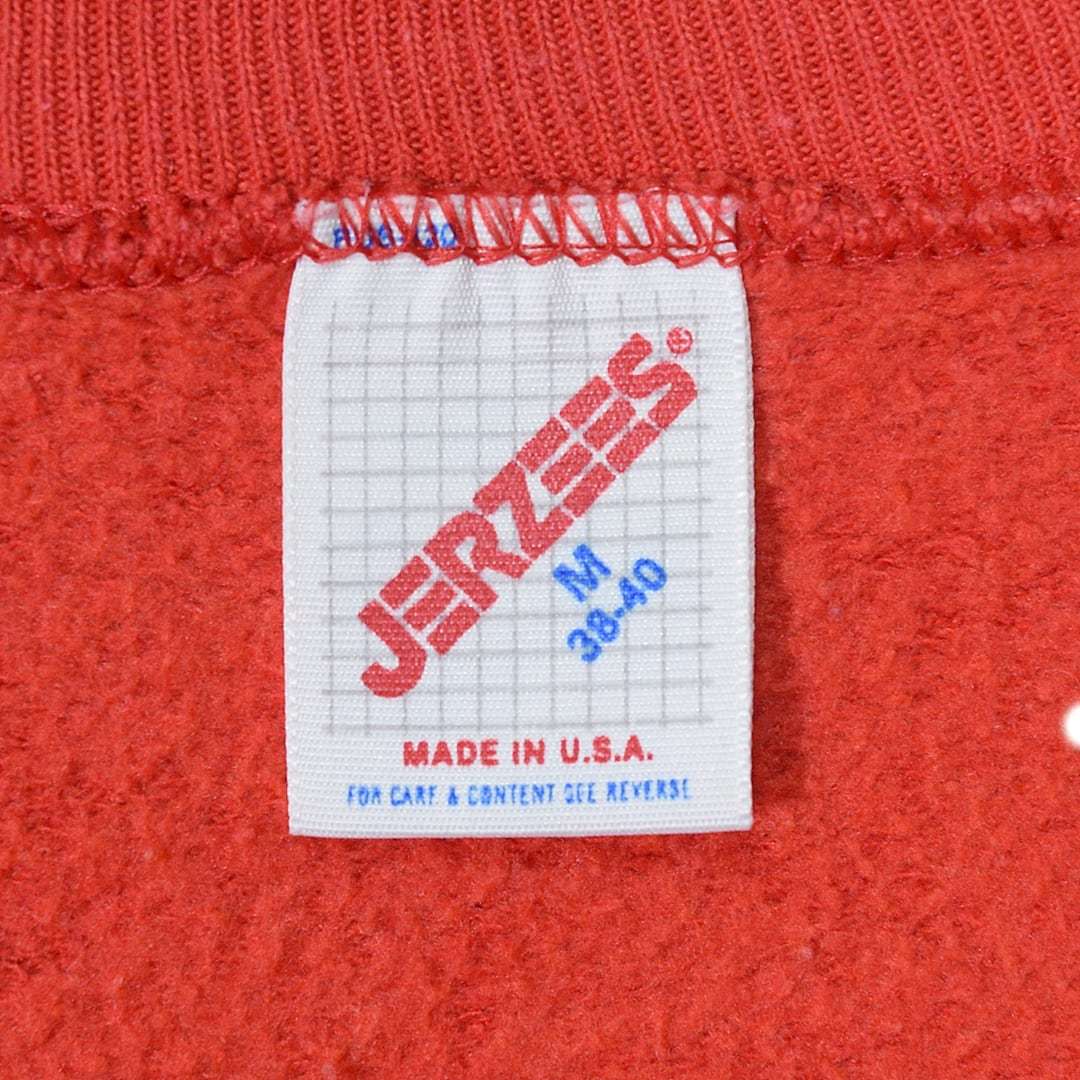 JERZEES®
M
38-40
MADE IN U.S.A.
FOR CARE & CONTENT SEE REVERSE